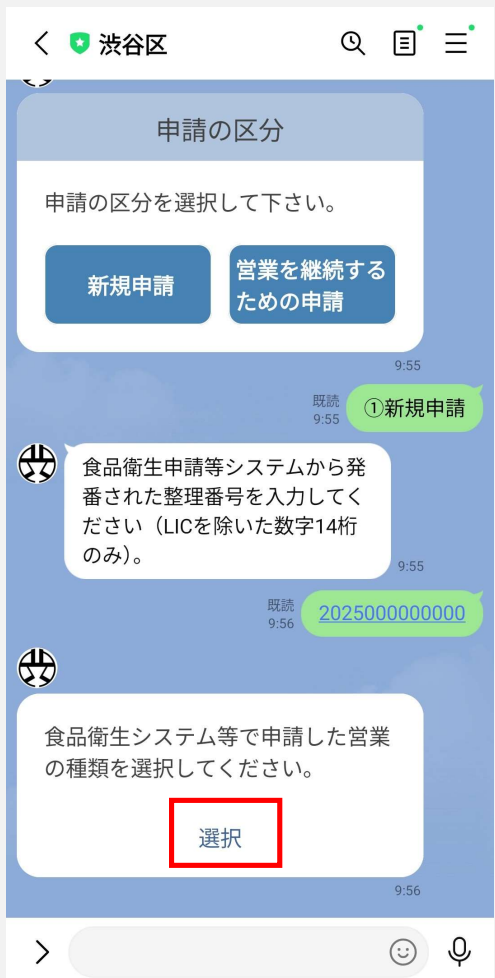 渋谷区
申請の区分
申請の区分を選択して下さい。
新規申請
営業を継続する
ための申請
9:55
既読
9:55
①新規申請
食品衛生申請等システムから発
番された整理番号を入力してく
ださい（LICを除いた数字14桁
のみ）。
9:55
既読
9:56
2025000000000
食品衛生システム等で申請した営業
の種類を選択してください。
選択
9:56